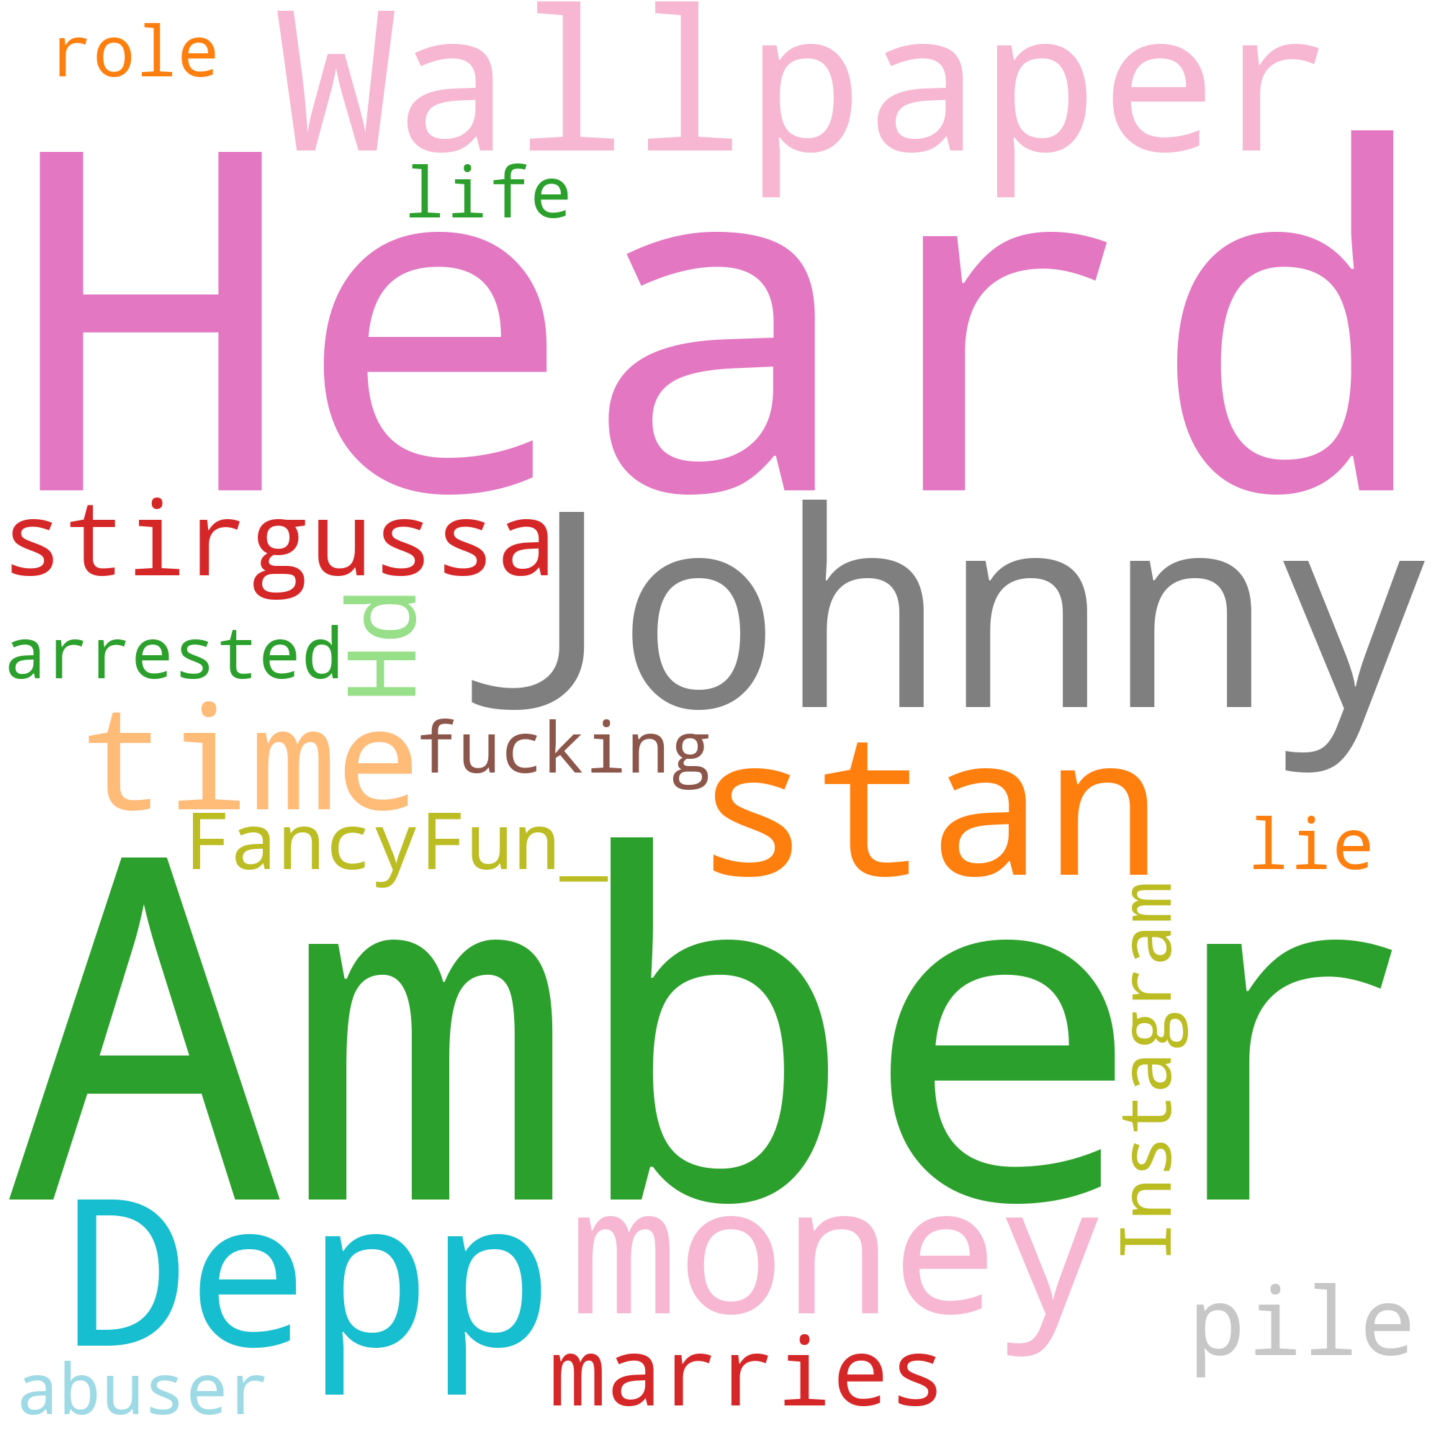 role
Wallpaper
life
Heard
stirgussa
Johnny
Hd
arrested
time
fucking
stan
FancyFun_
lie
Amber
Instagram
Depp
money
pile
marries
abuser